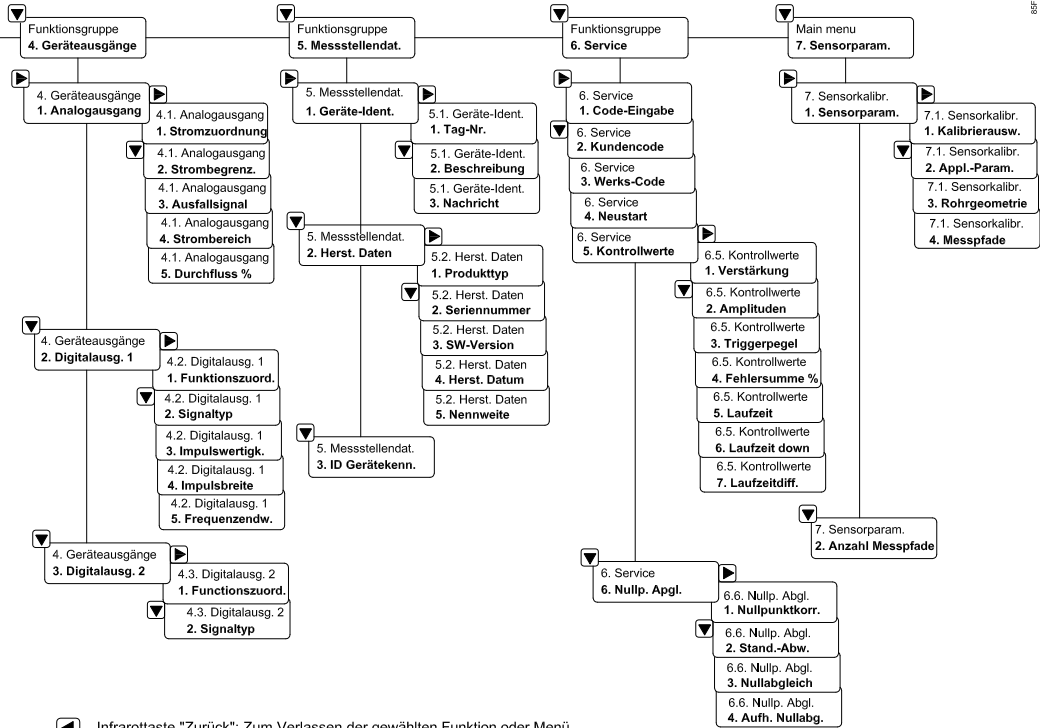 85F
Funktionsgruppe
4. Geräteausgänge
4. Geräteausgänge
1. Analogausgang
4.1. Analogausgang
1. Stromzuordnung
4.1. Analogausgang
2. Strombegrenz.
4.1. Analogausgang
3. Ausfallsignal
4.1. Analogausgang
4. Strombereich
4.1. Analogausgang
5. Durchfluss %
4. Geräteausgänge
2. Digitalausg. 1
4.2. Digitalausg. 1
1. Funktionszuord.
4.2. Digitalausg. 1
2. Signaltyp
4.2. Digitalausg. 1
3. Impulswertigk.
4.2. Digitalausg. 1
4. Impulsbreite
4.2. Digitalausg. 1
5. Frequenzendw.
4. Geräteausgänge
3. Digitalausg. 2
4.3. Digitalausg. 2
1. Functionszuord.
4.3. Digitalausg. 2
2. Signaltyp
Funktionsgruppe
5. Messstellendat.
5. Messstellendat.
1. Geräte-Ident.
5.1. Geräte-Ident.
1. Tag-Nr.
5.1. Geräte-Ident.
2. Beschreibung
5.1. Geräte-Ident.
3. Nachricht
5. Messstellendat.
2. Herst. Daten
5.2. Herst. Daten
1. Produkttyp
5.2. Herst. Daten
2. Seriennummer
5.2. Herst. Daten
3. SW-Version
5.2. Herst. Daten
4. Herst. Datum
5.2. Herst. Daten
5. Nennweite
5. Messstellendat.
3. ID Gerätekenn.
Funktionsgruppe
6. Service
6. Service
1. Code-Eingabe
6. Service
2. Kundencode
6. Service
3. Werks-Code
6. Service
4. Neustart
6. Service
5. Kontrollwerte
6.5. Kontrollwerte
1. Verstärkung
6.5. Kontrollwerte
2. Amplituden
6.5. Kontrollwerte
3. Triggerpegel
6.5. Kontrollwerte
4. Fehlersumme %
6.5. Kontrollwerte
5. Laufzeit
6.5. Kontrollwerte
6. Laufzeit down
6.5. Kontrollwerte
7. Laufzeitdiff.
6. Service
6. Nullp. Apgl.
6.6. Nullp. Abgl.
1. Nullpunktkorr.
6.6. Nullp. Abgl.
2. Stand.-Abw.
6.6. Nullp. Abgl.
3. Nullabgleich
6.6. Nullp. Abgl.
4. Aufh. Nullabg.
Main menu
7. Sensorparam.
7. Sensorkalibr.
1. Sensorparam.
7.1. Sensorkalibr.
1. Kalibrierausw.
7.1. Sensorkalibr.
2. Appl.-Param.
7.1. Sensorkalibr.
3. Rohrgeometrie
7.1. Sensorkalibr.
4. Messpfade
7. Sensorparam.
2. Anzahl Messpfade
Infrarottaste "Zurück": Zum Verlassen der gewählten Funktion oder Menü